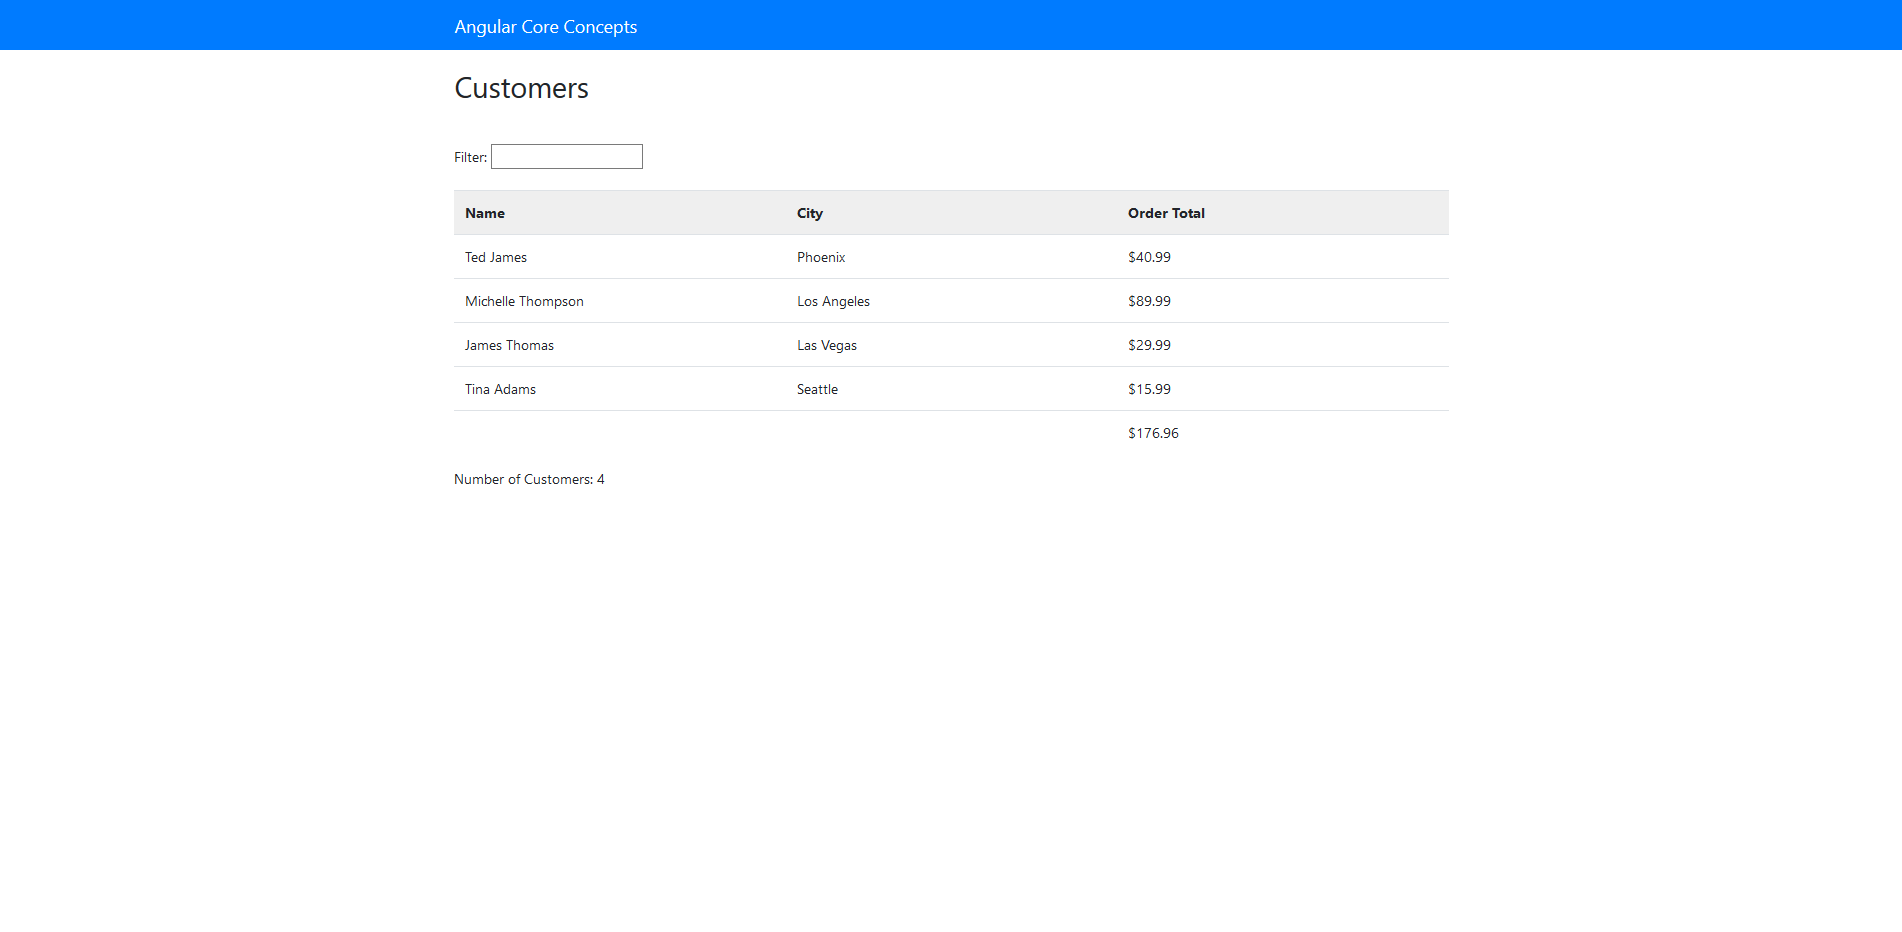 Angular Core Concepts
Customers
Filter:
Name City Order Total
Ted James Phoenix $40.99
Michelle Thompson Los Angeles $89.99
James Thomas Las Vegas $29.99
Tina Adams Seattle $15.99
$176.96
Number of Customers: 4